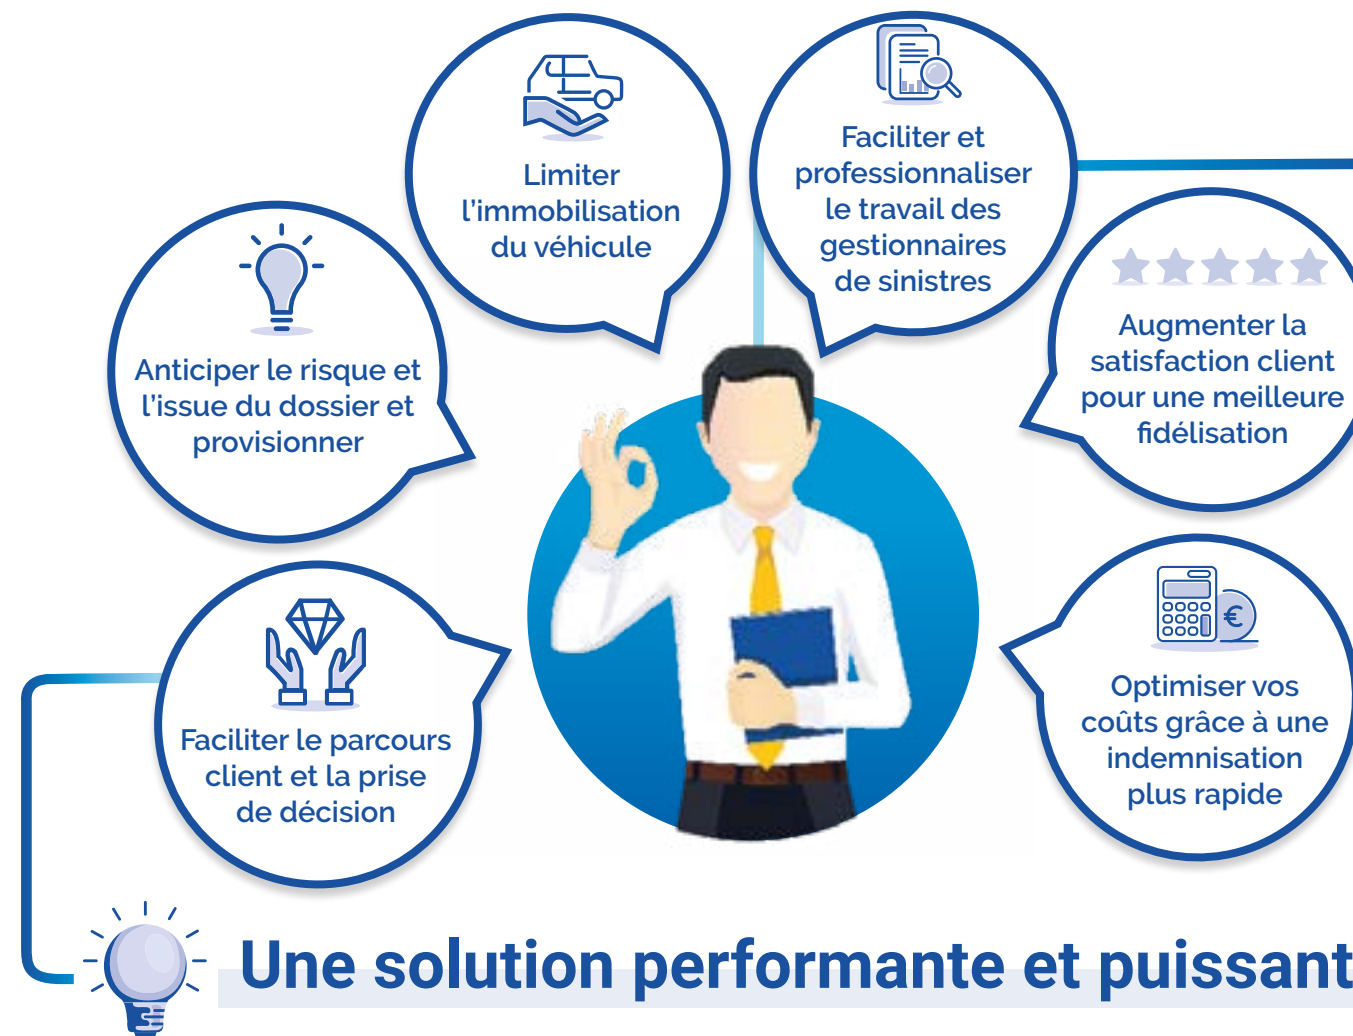 Limiter
l'immobilisation
du véhicule
Faciliter et
professionnaliser
le travail des
gestionnaires
de sinistres
Anticiper le risque et
l'issue du dossier et
provisionner
Augmenter la
satisfaction client
pour une meilleure
fidélisation
Faciliter le parcours
client et la prise
de décision
€
Optimiser vos
coûts grâce à une
indemnisation
plus rapide
Une solution performante et puissant